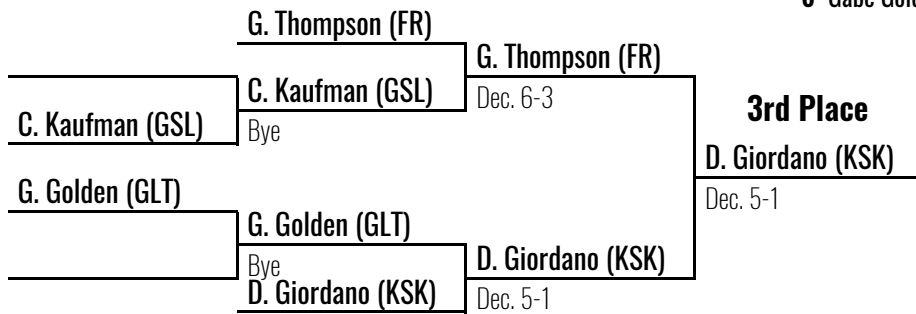 Gabe
G. Thompson (FR)
G. Thompson (FR)
C. Kaufman (GSL)
Dec. 6-3
3rd Place
C. Kaufman (GSL)
Bye
D. Giordano (KSK)
G. Golden (GLT)
Dec. 5-1
G. Golden (GLT)
Bye
D. Giordano (KSK)
D. Giordano (KSK)
Dec. 5-1